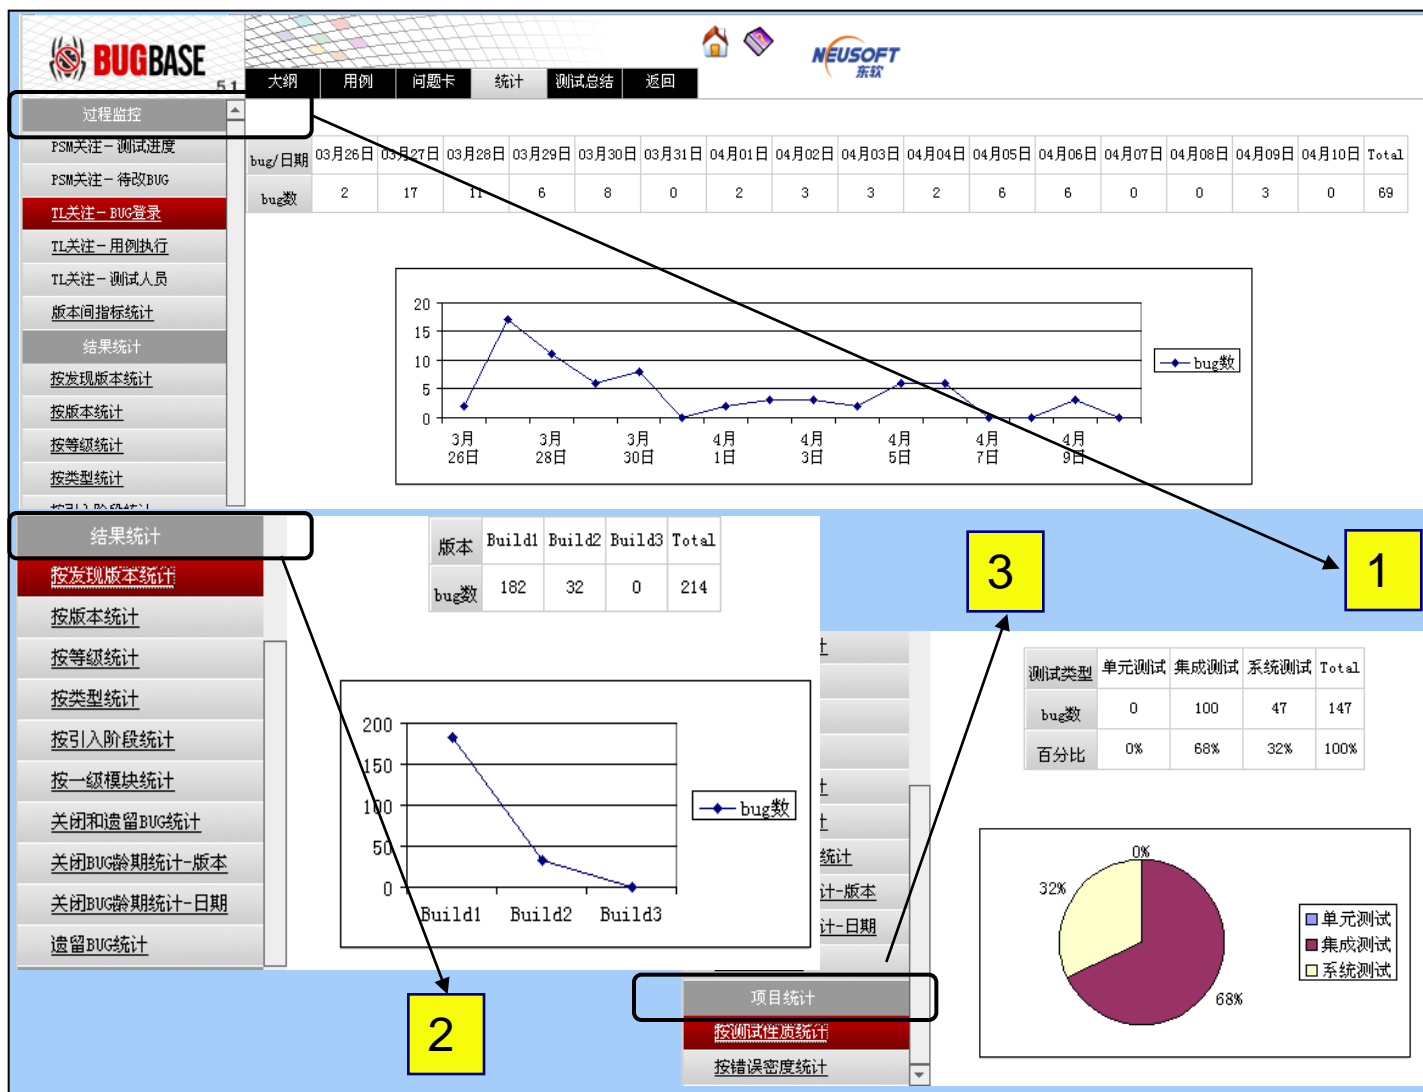 BUGBASE
5.1
NEUSOFT
东软
大纲 用例 问题卡 统计 测试总结 返回
过程监控
PSM关注－测试进度
PSM关注－待改BUG
TL关注－BUG登录
TL关注－用例执行
TL关注－测试人员
版本间指标统计
结果统计
按发现版本统计
按版本统计
按等级统计
按类型统计
按引入阶段统计
bug/日期 03月26日 03月27日 03月28日 03月29日 03月30日 03月31日 04月01日 04月02日 04月03日 04月04日 04月05日 04月06日 04月07日 04月08日 04月09日 04月10日 Total
bug数 2 17 11 6 8 0 2 3 3 2 6 6 0 0 3 0 69
20
15
10
5
0
3月 3月 3月 4月 4月 4月 4月 4月
26日 28日 30日 1日 3日 5日 7日 9日
bug数
1
结果统计
按发现版本统计
按版本统计
按等级统计
按类型统计
按引入阶段统计
按一级模块统计
关闭和遗留BUG统计
关闭BUG龄期统计-版本
关闭BUG龄期统计-日期
遗留BUG统计
版本 Build1 Build2 Build3 Total
bug数 182 32 0 214
200
150
100
50
0
Build1 Build2 Build3
bug数
2
3
计
计
计
统计
计-版本
计-日期
项目统计
按测试性质统计
按错误密度统计
测试类型 单元测试 集成测试 系统测试 Total
bug数 0 100 47 147
百分比 0% 68% 32% 100%
0%
32%
68%
单元测试
集成测试
系统测试